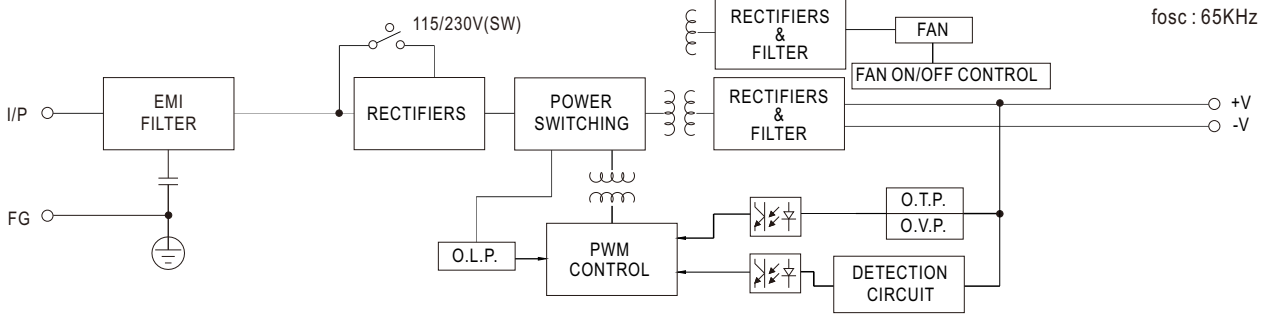 115/230V(SW)
RECTIFIERS
&
FILTER
FAN
fosc : 65KHz
FAN ON/OFF CONTROL
I/P
EMI
FILTER
RECTIFIERS
POWER
SWITCHING
RECTIFIERS
&
FILTER
+V
-V
FG
O.L.P.
PWM
CONTROL
O.T.P.
O.V.P.
DETECTION
CIRCUIT